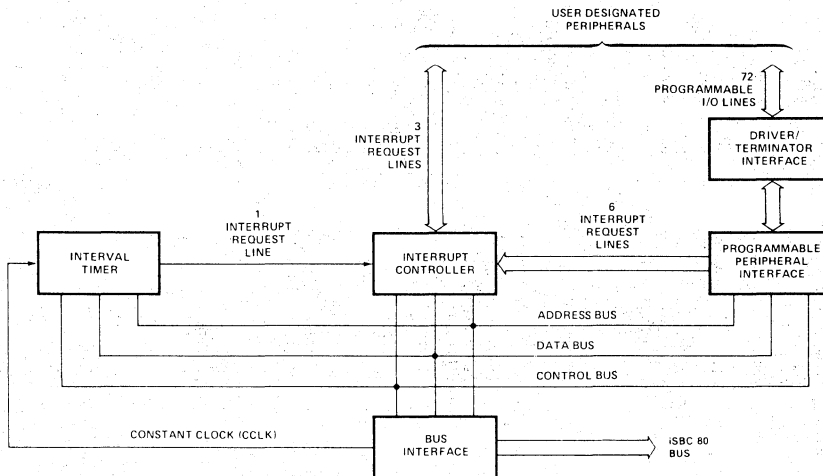 USER DESIGNATED
PERIPHERALS
72
PROGRAMMABLE
I/O LINES
3
INTERRUPT
REQUEST
LINES
DRIVER/
TERMINATOR
INTERFACE
1
INTERRUPT
REQUEST
LINE
6
INTERRUPT
REQUEST
LINES
INTERVAL
TIMER
INTERRUPT
CONTROLLER
PROGRAMMABLE
PERIPHERAL
INTERFACE
ADDRESS BUS
DATA BUS
CONTROL BUS
CONSTANT CLOCK (CCLK)
BUS
INTERFACE
iSBC 80
BUS